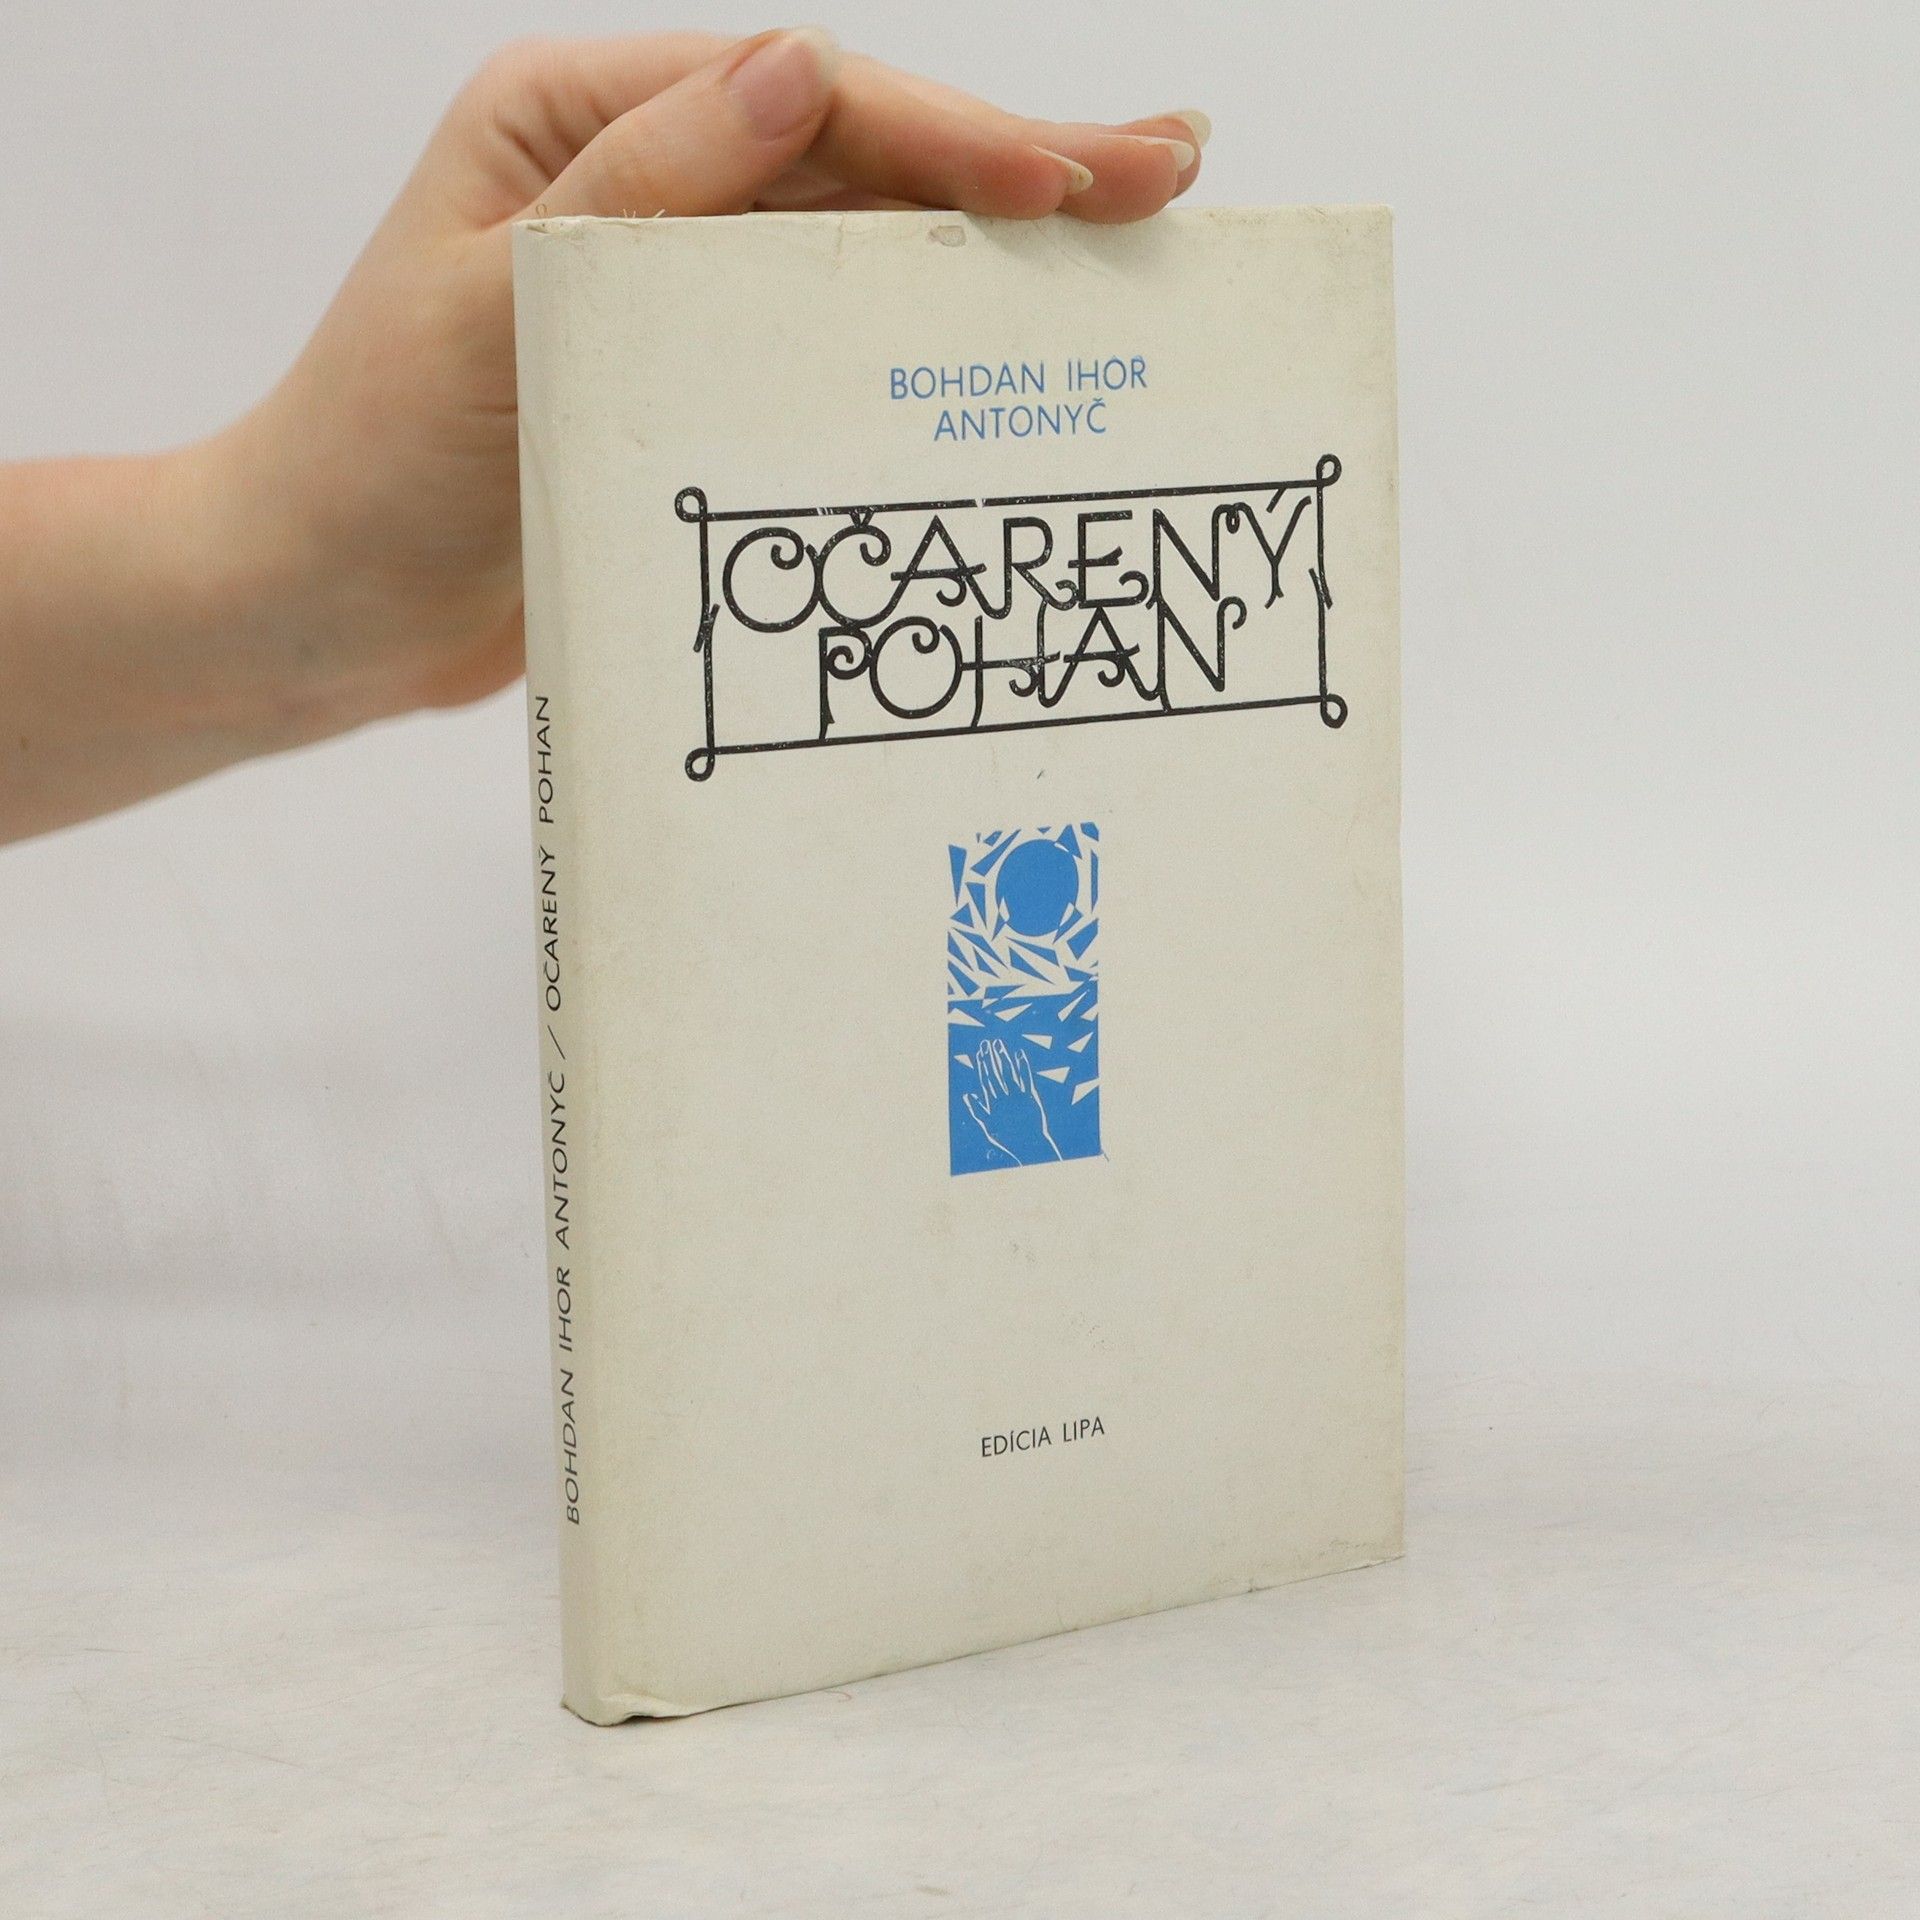 BOHDAN IHOR
ANTONYČ
OČARENÝ
POHAN
EDÍCIA LIPA
BOHDAN IHOR ANTONYČ / OČARENÝ POHAN